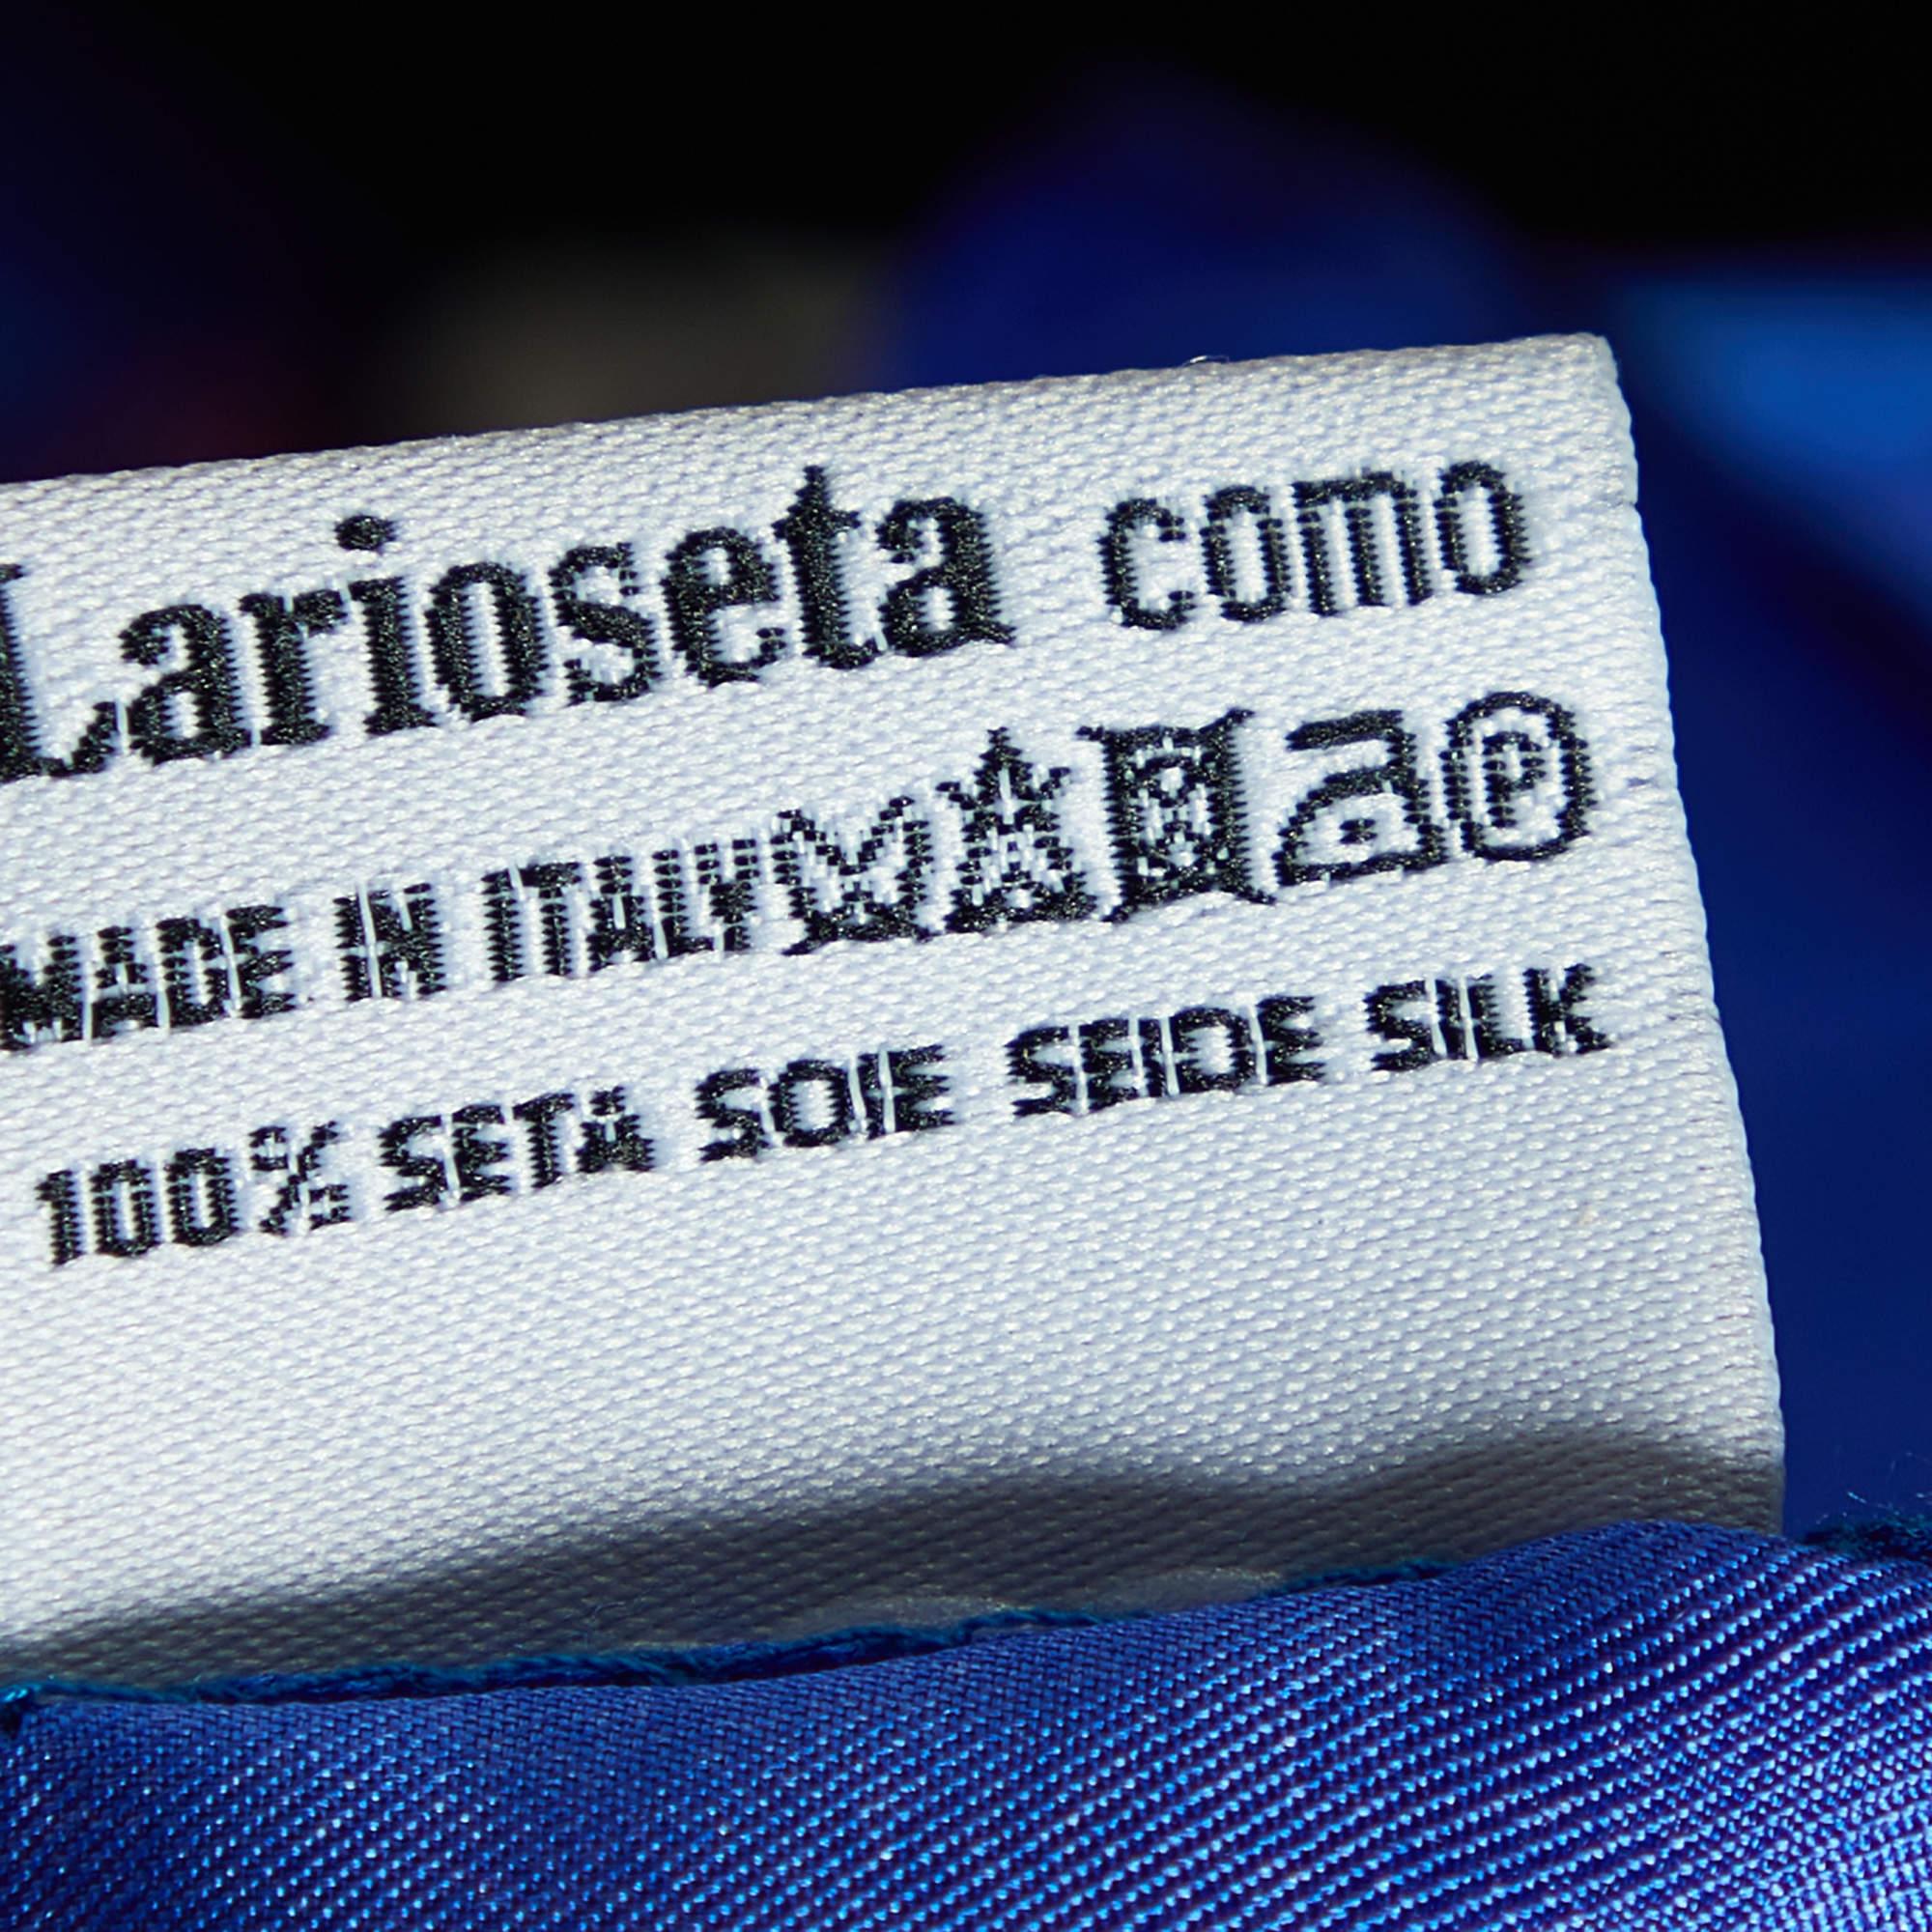 Larioseta como
MADE IN ITALY Ⓟ
100% SETA SOIE SEIDE SILK